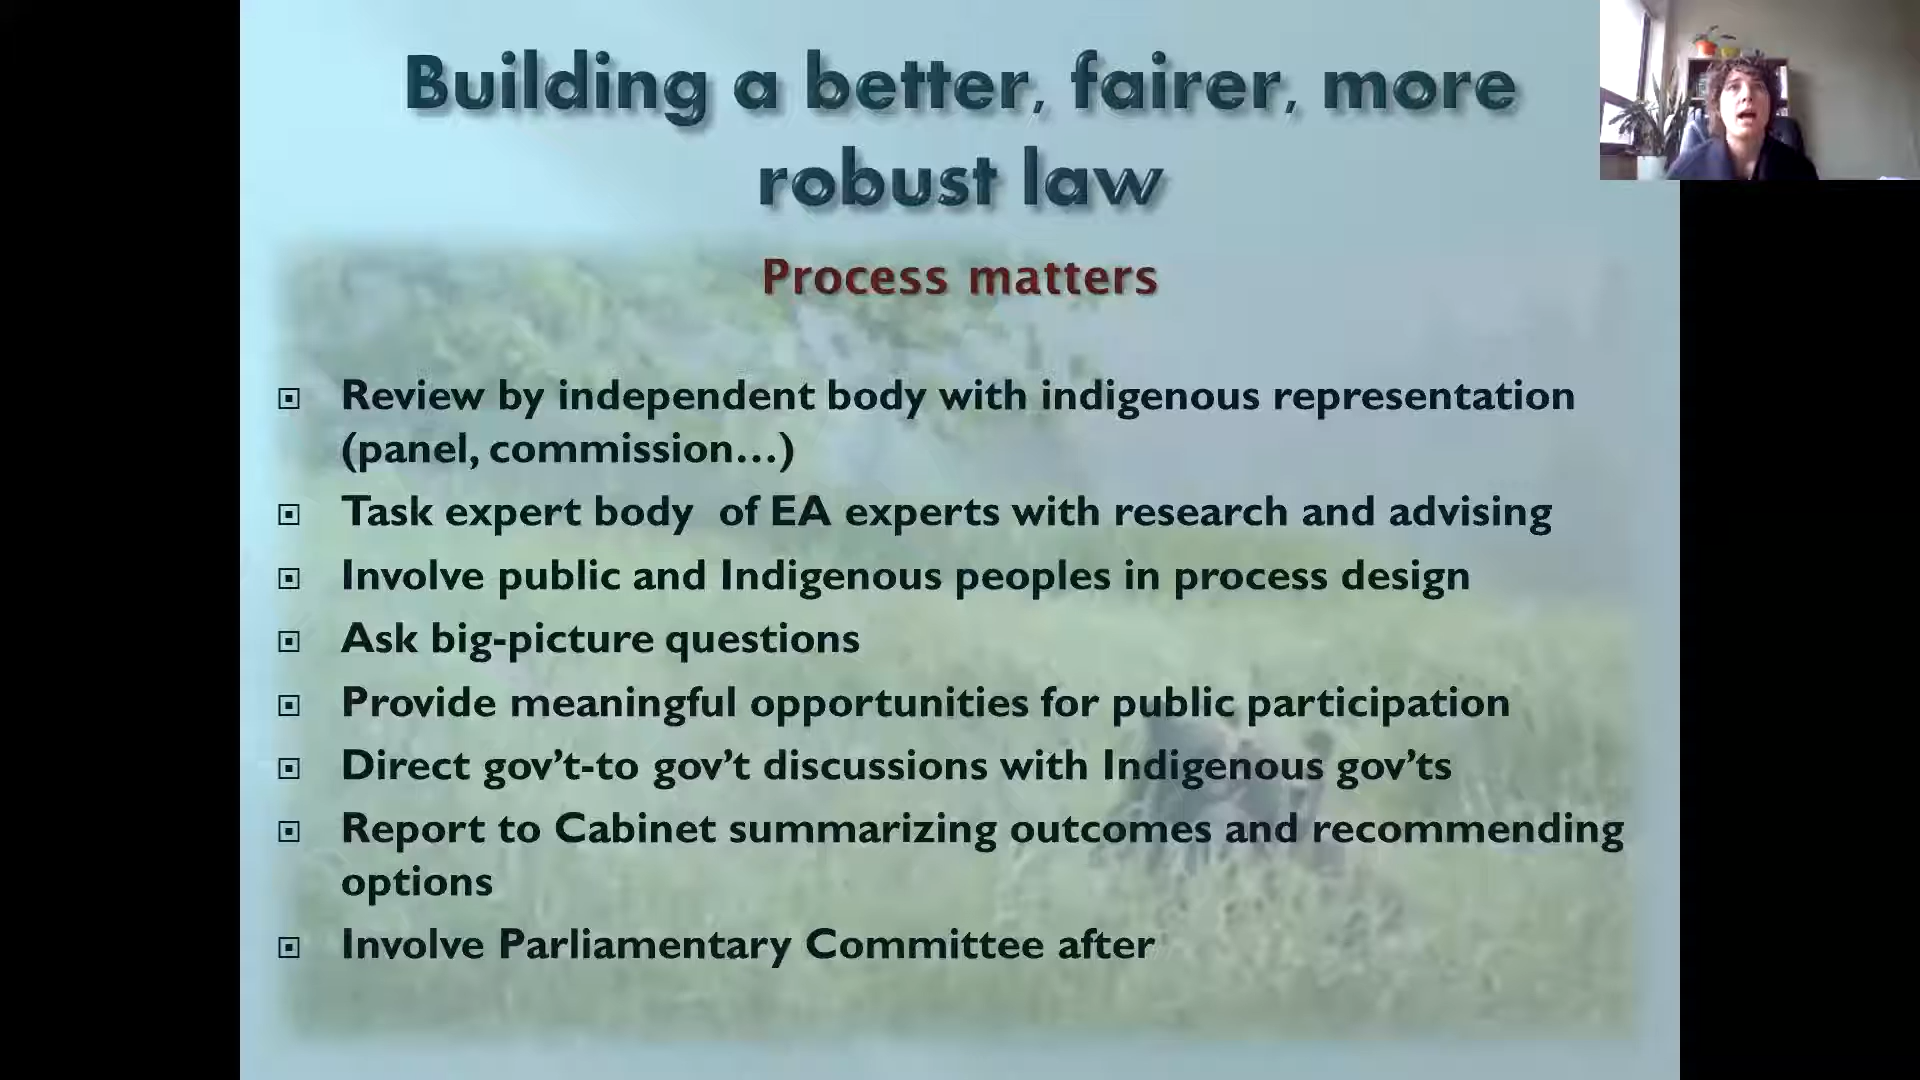 Building a better, fairer, more
robust law
Process matters
Review by independent body with indigenous representation
(panel, commission…)
Task expert body  of EA experts with research and advising
Involve public and Indigenous peoples in process design
Ask big-picture questions
Provide meaningful opportunities for public participation
Direct gov’t-to gov’t discussions with Indigenous gov’ts
Report to Cabinet summarizing outcomes and recommending
options
Involve Parliamentary Committee after